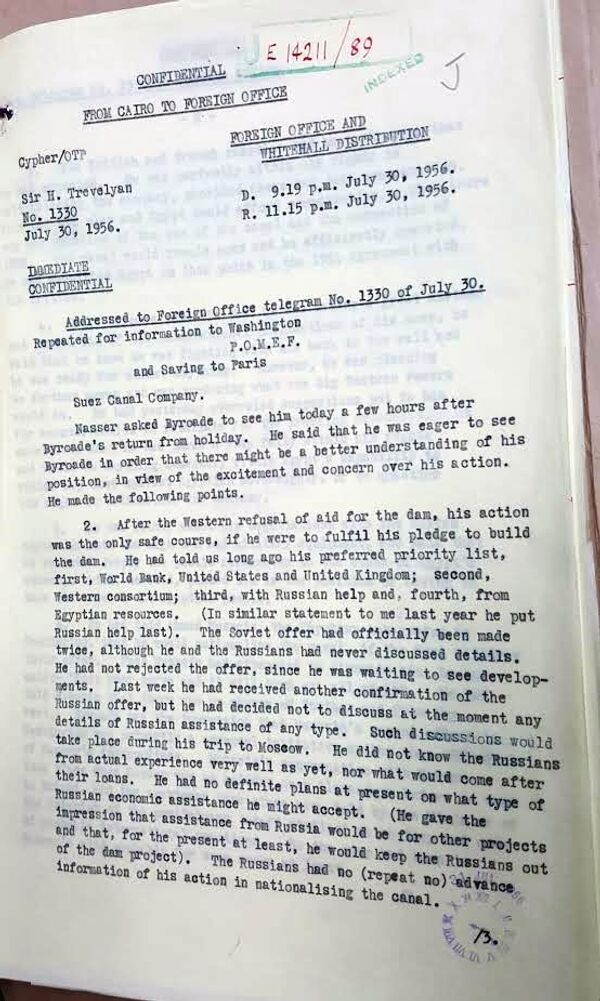 J E 14211/89
INDEXED
J
CONFIDENTIAL
FROM CAIRO TO FOREIGN OFFICE
Cypher/OTP
FOREIGN OFFICE AND
WHITEHALL DISTRIBUTION
Sir H. Trevelyan
No. 1330
July 30, 1956.
D. 9.19 p.m. July 30, 1956.
R. 11.15 p.m. July 30, 1956.
IMMEDIATE
CONFIDENTIAL
Addressed to Foreign Office telegram No. 1330 of July 30.
Repeated for information to Washington
P.O.M.E.F.
and Saving to Paris
Suez Canal Company.
Nasser asked Byroade to see him today a few hours after
Byroade's return from holiday. He said that he was eager to see
Byroade in order that there might be a better understanding of his
position, in view of the excitement and concern over his action.
He made the following points.
2. After the Western refusal of aid for the dam, his action
was the only safe course, if he were to fulfil his pledge to build
the dam. He had told us long ago his preferred priority list,
first, World Bank, United States and United Kingdom; second,
Western consortium; third, with Russian help and, fourth, from
Egyptian resources. (In similar statement to me last year he put
Russian help last). The Soviet offer had officially been made
twice, although he and the Russians had never discussed details.
He had not rejected the offer, since he was waiting to see develop-
ments. Last week he had received another confirmation of the
Russian offer, but he had decided not to discuss at the moment any
details of Russian assistance of any type. Such discussions would
take place during his trip to Moscow. He did not know the Russians
from actual experience very well as yet, nor what would come after
their loans. He had no definite plans at present on what type of
Russian economic assistance he might accept. (He gave the
impression that assistance from Russia would be for other projects
and that, for the present at least, he would keep the Russians out
of the dam project). The Russians had no (repeat no) advance
information of his action in nationalising the canal.
/3.